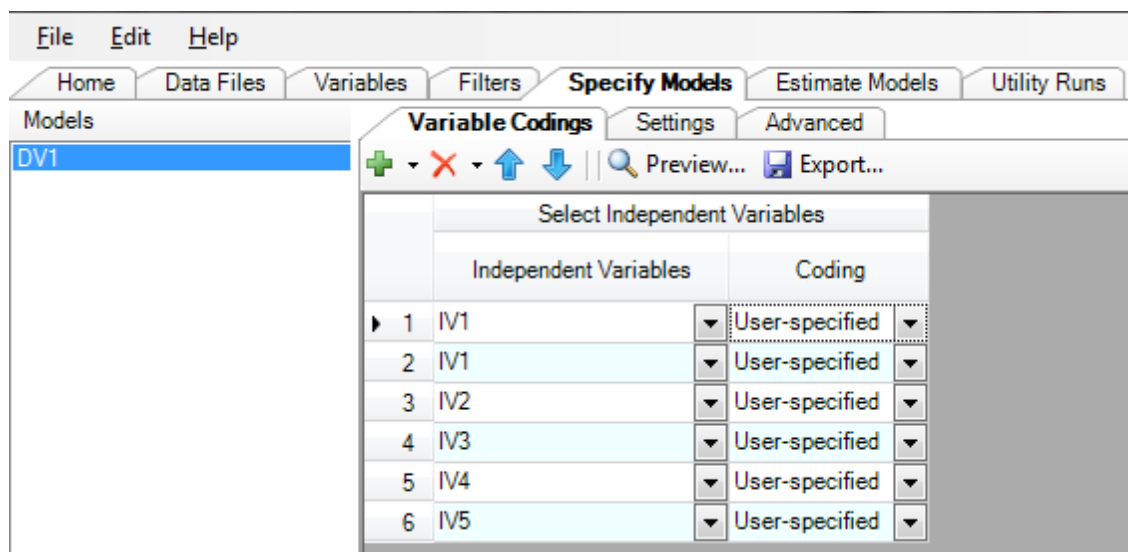 File Edit Help
Home Data Files Variables Filters Specify Models Estimate Models Utility Runs
Models
DV1
Variable Codings Settings Advanced
Preview... Export...
Select Independent Variables
Independent Variables Coding
1 IV1 User-specified
2 IV1 User-specified
3 IV2 User-specified
4 IV3 User-specified
5 IV4 User-specified
6 IV5 User-specified